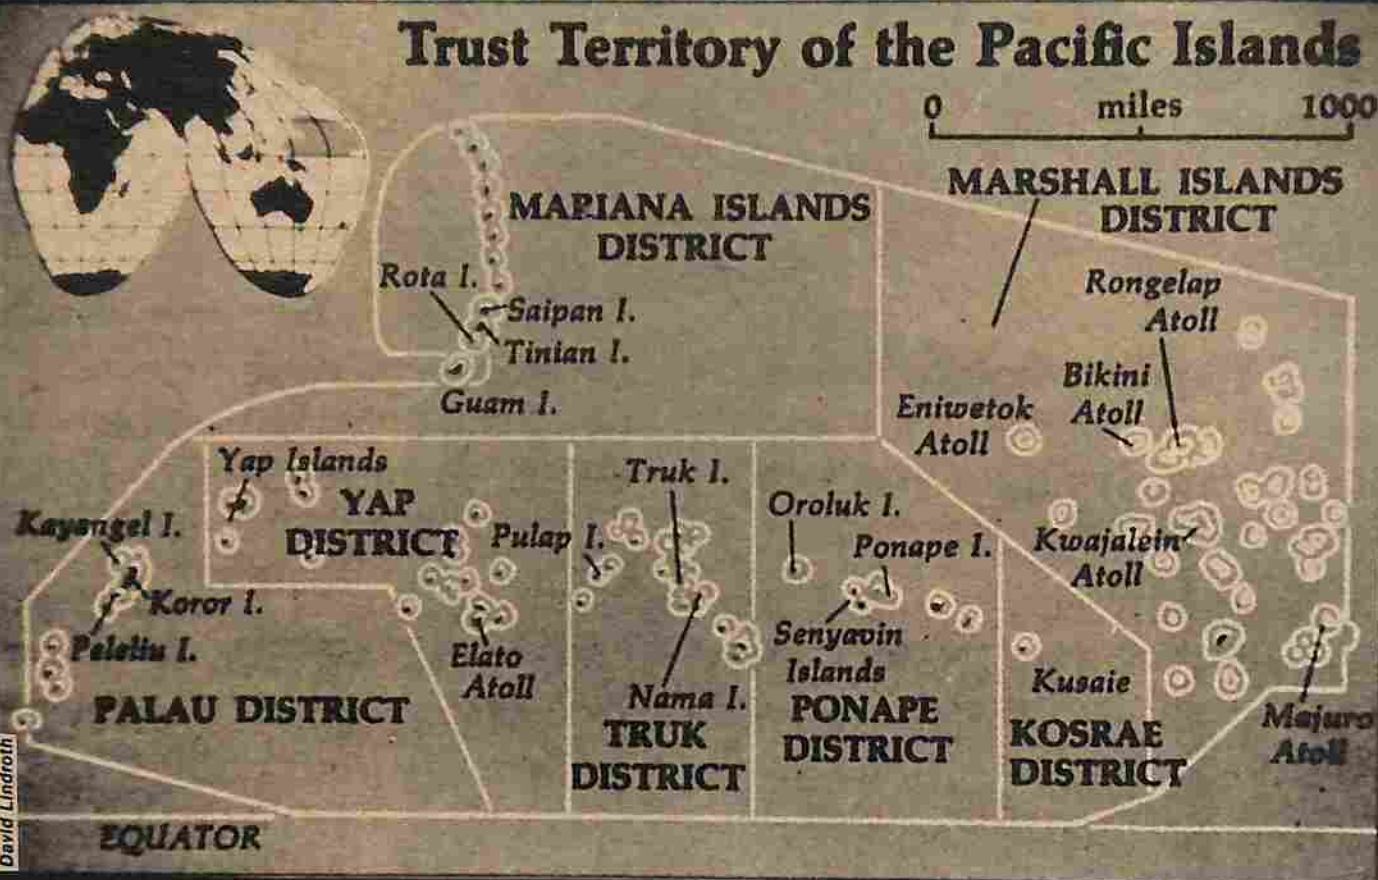 Trust Territory of the Pacific Islands
0 miles 1000
MARSHALL ISLANDS
DISTRICT
MARIANA ISLANDS
DISTRICT
Rota I.
Saipan I.
Tinian I.
Guam I.
Rongelap
Atoll
Bikini
Atoll
Eniwetok
Atoll
Yap Islands
YAP
DISTRICT
Truk I.
Pulap I.
Oroluk I.
Ponape I.
Kwajalein
Atoll
Kayangel I.
Koror I.
Peleliu I.
PALAU DISTRICT
Elato
Atoll
Nama I.
TRUK
DISTRICT
Senyavin
Islands
PONAPE
DISTRICT
Kusaie
KOSRAE
DISTRICT
Majuro
Atoll
EQUATOR
David Lindroth